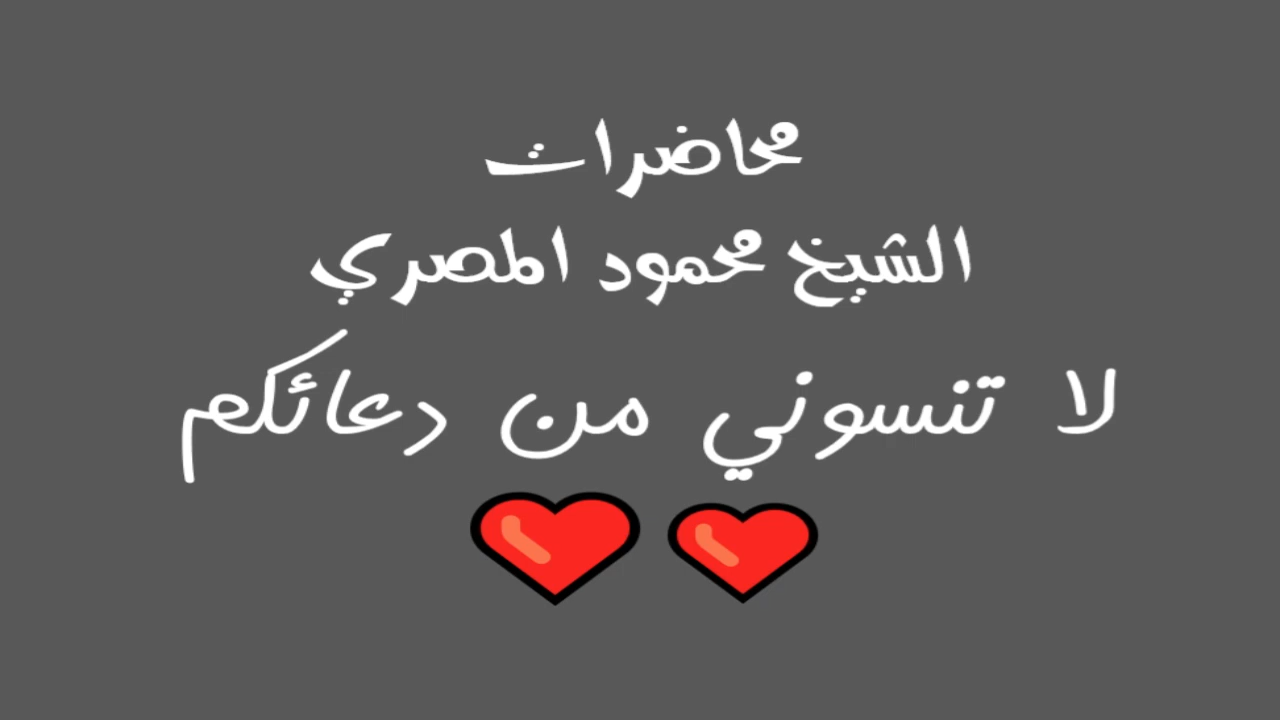 محاضرات
الشيخ محمود المصري
لا تنسوني من دعائكم